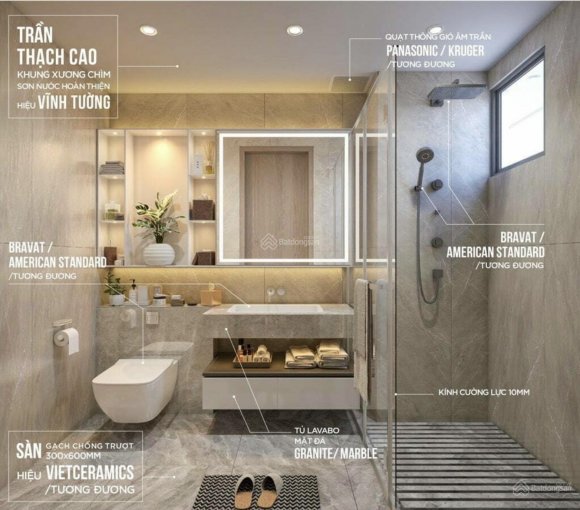 TRẦN
THẠCH CAO
KHUNG XƯƠNG CHÌM
SƠN NƯỚC HOÀN THIỆN
HIỆU VĨNH TƯỜNG
QUẠT THÔNG GIÓ ÂM TRẦN
PANASONIC / KRUGER
/TƯƠNG ĐƯƠNG
BRAVAT /
AMERICAN STANDARD
/TƯƠNG ĐƯƠNG
BRAVAT /
AMERICAN STANDARD
/TƯƠNG ĐƯƠNG
Batdongsan
KÍNH CƯỜNG LỰC 10MM
TỦ LAVABO
MẶT ĐÁ
GRANITE/ MARBLE
SÀN GẠCH CHỐNG TRƯỢT
300x600MM
HIỆU VIETCERAMICS
/TƯƠNG ĐƯƠNG
Batdongsan